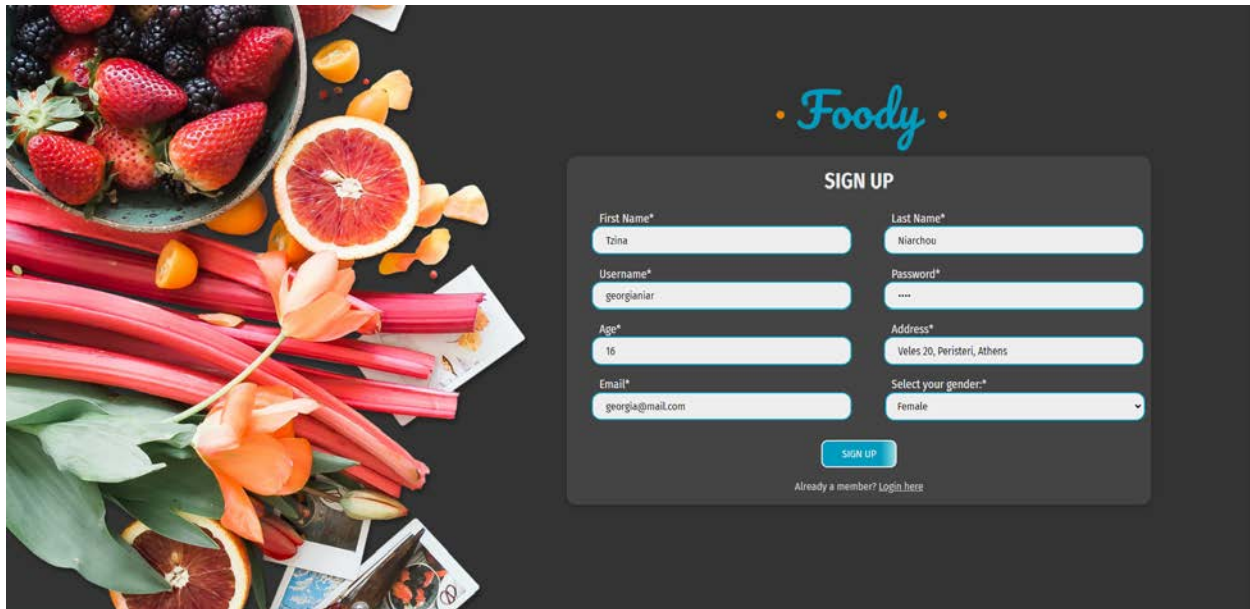 Foody
SIGN UP
First Name* Last Name*
Tzina Niarchou
Username* Password*
georgianiar •••••
Age* Address*
16 Veles 20, Peristeri, Athens
Email* Select your gender:*
georgia@mail.com Female
SIGN UP
Already a member? Login here